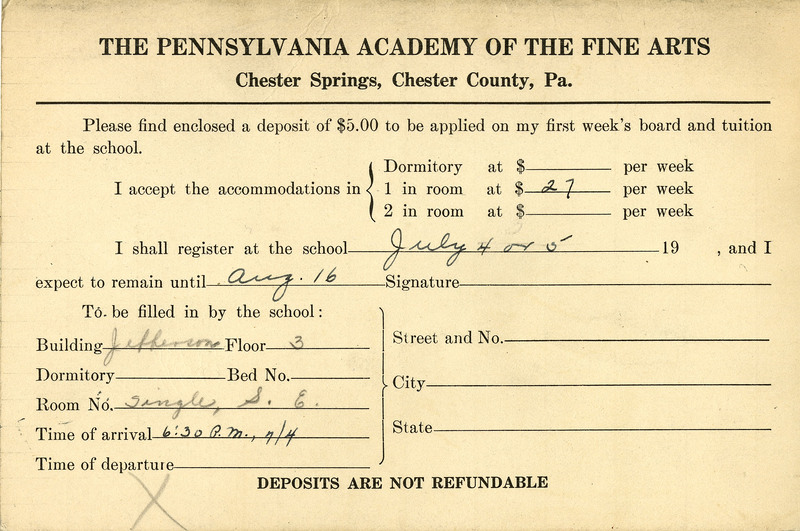 THE PENNSYLVANIA ACADEMY OF THE FINE ARTS
Chester Springs, Chester County, Pa.
Please find enclosed a deposit of $5.00 to be applied on my first week's board and tuition
at the school.
Dormitory at $ per week
I accept the accommodations in 1 in room at $ 27 per week
2 in room at $ per week
I shall register at the school July 4 or 5 19 , and I
expect to remain until Aug. 16 Signature
To be filled in by the school:
Building Jefferson Floor 3
Street and No.
Dormitory Bed No.
City
Room No. Single, S. E.
State
Time of arrival 6:30 P.M., 7/4
Time of departure
DEPOSITS ARE NOT REFUNDABLE